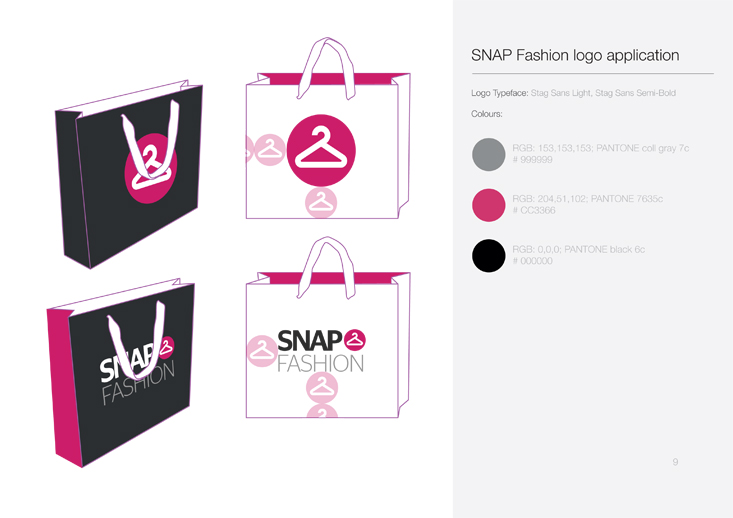 SNAP Fashion logo application
Logo Typeface: Stag Sans Light, Stag Sans Semi-Bold
Colours:
RGB: 153,153,153; PANTONE coll gray 7c
# 999999
RGB: 204,51,102; PANTONE 7635c
# CC3366
RGB: 0,0,0; PANTONE black 6c
# 000000
SNAP
FASHION
SNAP
FASHION
9